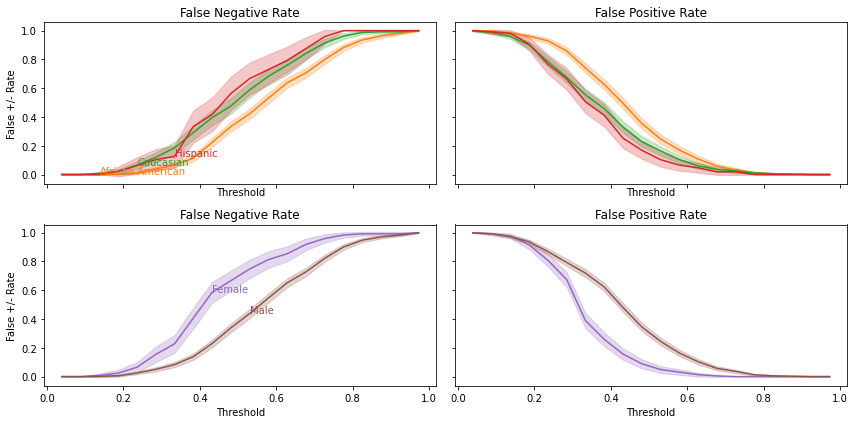 False Negative Rate
False Positive Rate
False +/- Rate
1.0
0.8
0.6
0.4
0.2
0.0
Hispanic
Caucasian
African-American
Threshold
Threshold
False Negative Rate
False Positive Rate
False +/- Rate
1.0
0.8
0.6
0.4
0.2
0.0
Female
Male
0.0 0.2 0.4 0.6 0.8 1.0
0.0 0.2 0.4 0.6 0.8 1.0
Threshold
Threshold